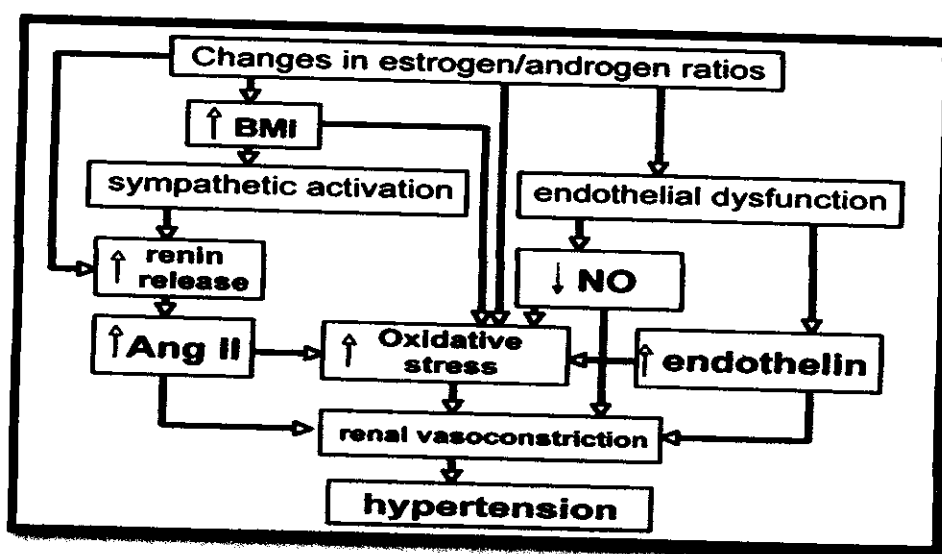 Changes in estrogen/androgen ratios
↑ BMI
sympathetic activation
endothelial dysfunction
↑ renin
release
↓ NO
↑ Ang II
↑ Oxidative
stress
↑ endothelin
renal vasoconstriction
hypertension